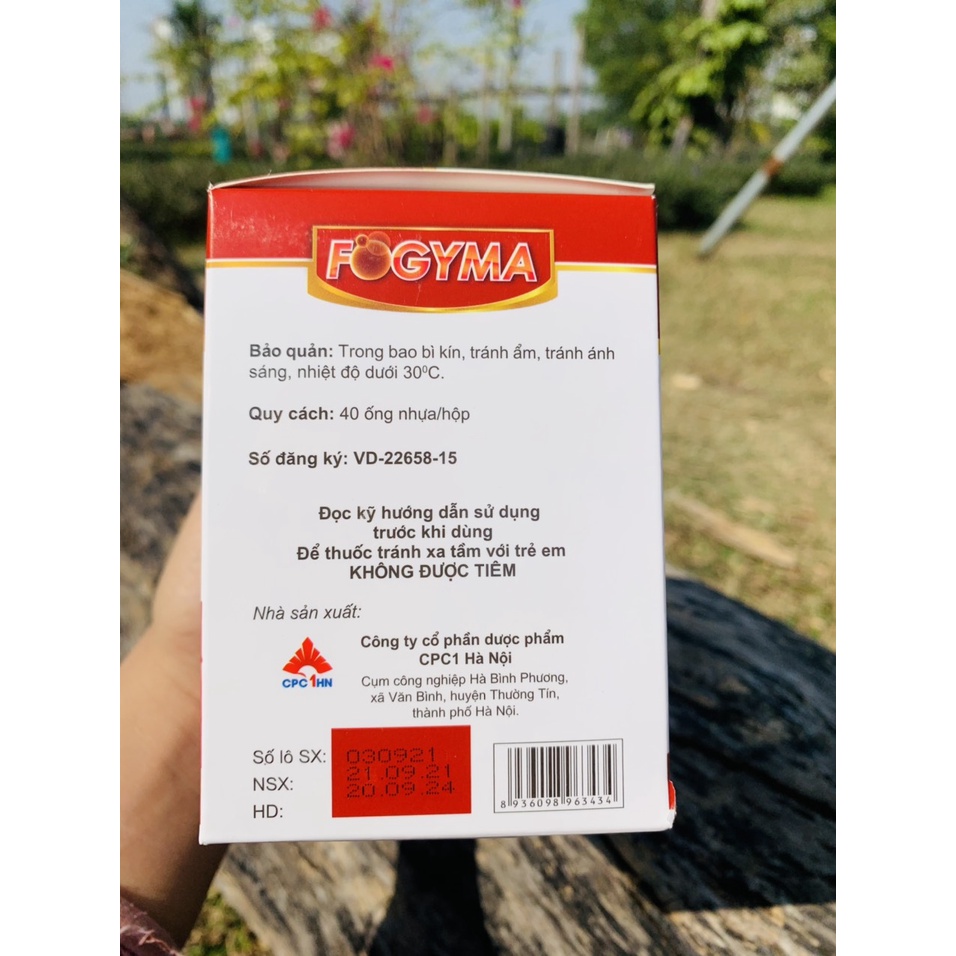 FOGYMA
Bảo quản: Trong bao bì kín, tránh ẩm, tránh ánh
sáng, nhiệt độ dưới 30⁰C.
Quy cách: 40 ống nhựa/hộp
Số đăng ký: VD-22658-15
Đọc kỹ hướng dẫn sử dụng
trước khi dùng
Để thuốc tránh xa tầm với trẻ em
KHÔNG ĐƯỢC TIÊM
Nhà sản xuất:
CPC1HN
Công ty cổ phần dược phẩm
CPC1 Hà Nội
Cụm công nghiệp Hà Bình Phương,
xã Văn Bình, huyện Thường Tín,
thành phố Hà Nội.
Số lô SX: 030921
NSX: 21.09.21
HD: 20.09.24
8 936098 963434